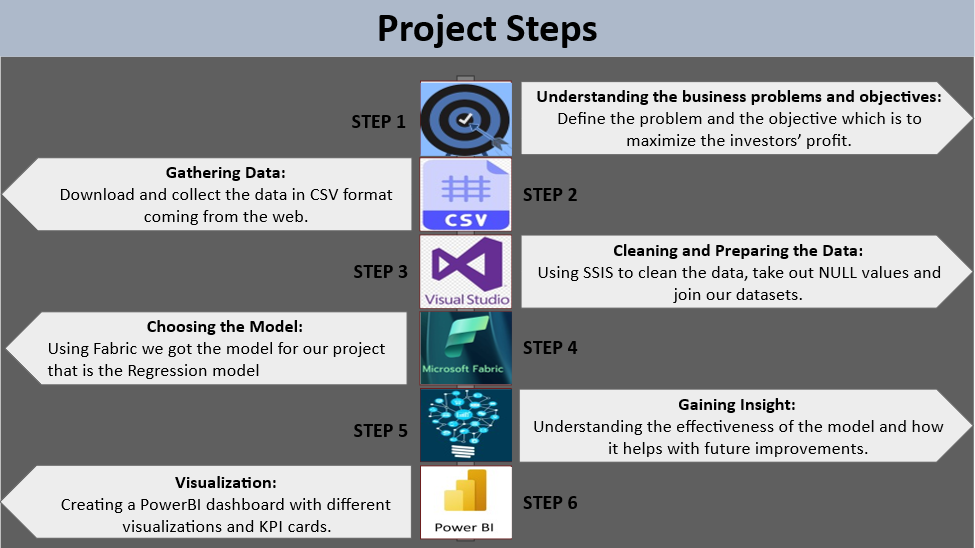 Project Steps
STEP 1
Understanding the business problems and objectives:
Define the problem and the objective which is to
maximize the investors’ profit.
Gathering Data:
Download and collect the data in CSV format
coming from the web.
CSV
STEP 2
STEP 3
Visual Studio
Cleaning and Preparing the Data:
Using SSIS to clean the data, take out NULL values and
join our datasets.
Choosing the Model:
Using Fabric we got the model for our project
that is the Regression model
Microsoft Fabric
STEP 4
STEP 5
Gaining Insight:
Understanding the effectiveness of the model and how
it helps with future improvements.
Visualization:
Creating a PowerBI dashboard with different
visualizations and KPI cards.
Power BI
STEP 6